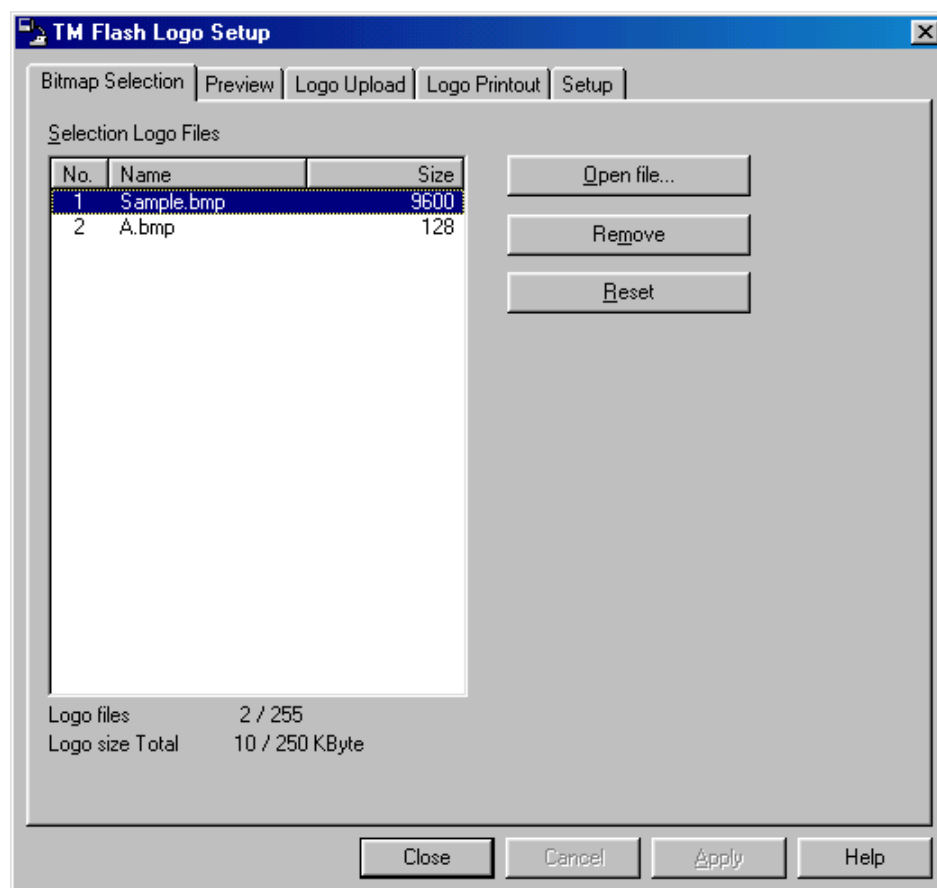 TM Flash Logo Setup
Bitmap Selection Preview Logo Upload Logo Printout Setup
Selection Logo Files
No. Name Size
1 Sample.bmp 9600
2 A.bmp 128
Open file...
Remove
Reset
Logo files 2 / 255
Logo size Total 10 / 250 KByte
Close Cancel Apply Help